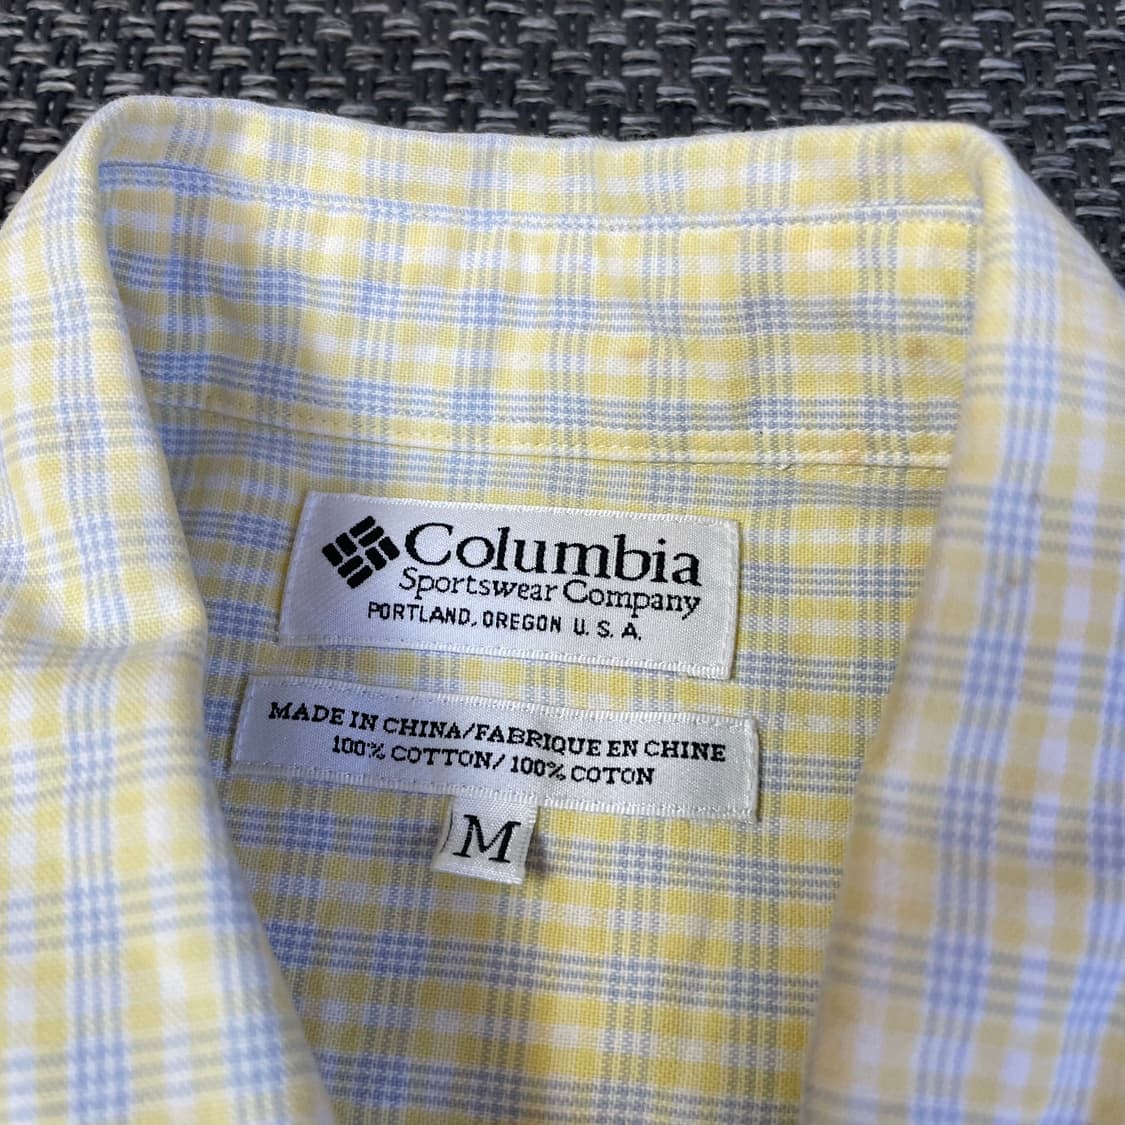 Columbia
Sportswear Company
PORTLAND, OREGON U. S. A.
MADE IN CHINA/FABRIQUE EN CHINE
100% COTTON/ 100% COTON
M